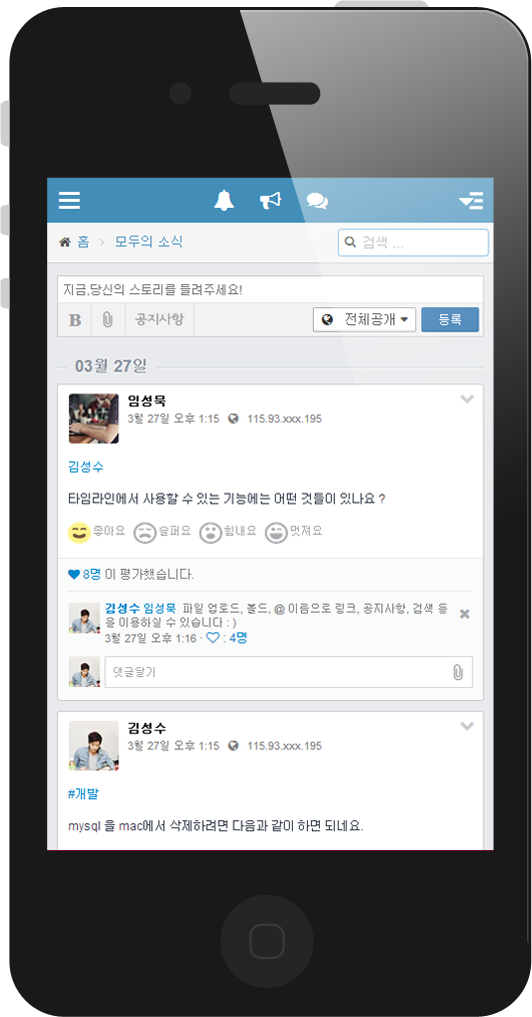 홈 > 모두의 소식 검색 ...
지금,당신의 스토리를 들려주세요!
B 공지사항 전체공개 등록
03월 27일
임성묵
3월 27일 오후 1:15 115.93.xxx.195
김성수
타임라인에서 사용할 수 있는 기능에는 어떤 것들이 있나요 ?
좋아요 슬퍼요 힘내요 멋져요
8명 이 평가했습니다.
김성수 임성묵 파일 업로드, 볼드, @ 이름으로 링크, 공지사항, 검색 등
을 이용하실 수 있습니다 : )
3월 27일 오후 1:16 · ♡ : 4명
댓글달기
김성수
3월 27일 오후 1:15 115.93.xxx.195
#개발
mysql 을 mac에서 삭제하려면 다음과 같이 하면 되네요.